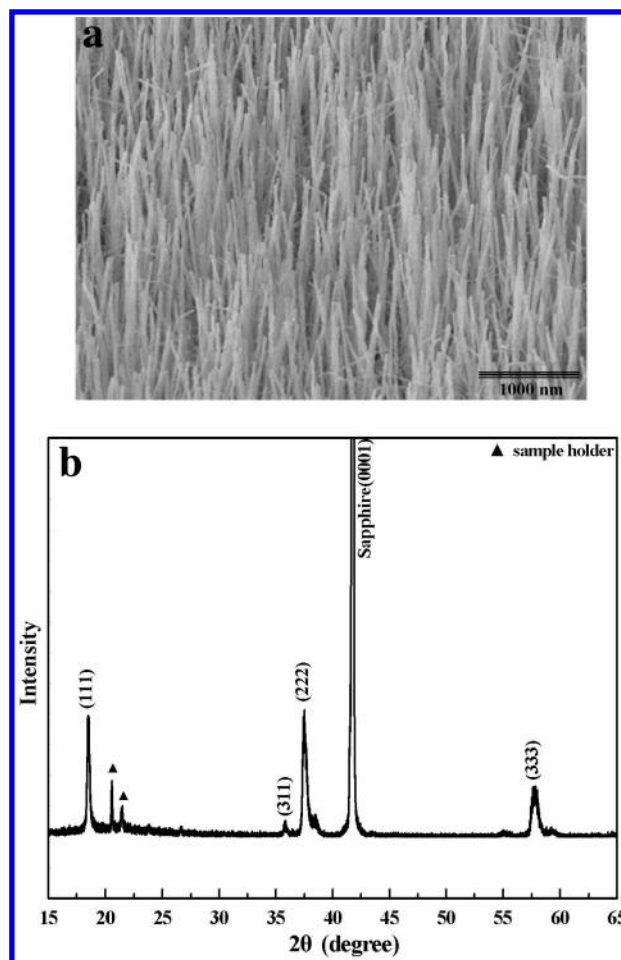 a
1000 nm
b
▲ sample holder
Sapphire(0001)
Intensity
(111)
▲
▲
(311)
(222)
(333)
15 20 25 30 35 40 45 50 55 60 65
2θ (degree)